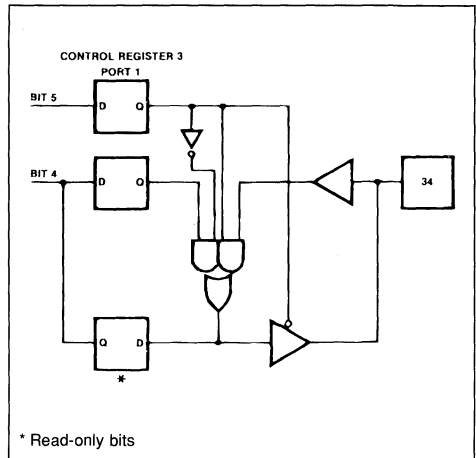 CONTROL REGISTER 3
PORT 1
BIT 5
D Q
BIT 4
D Q
34
Q D
*
* Read-only bits